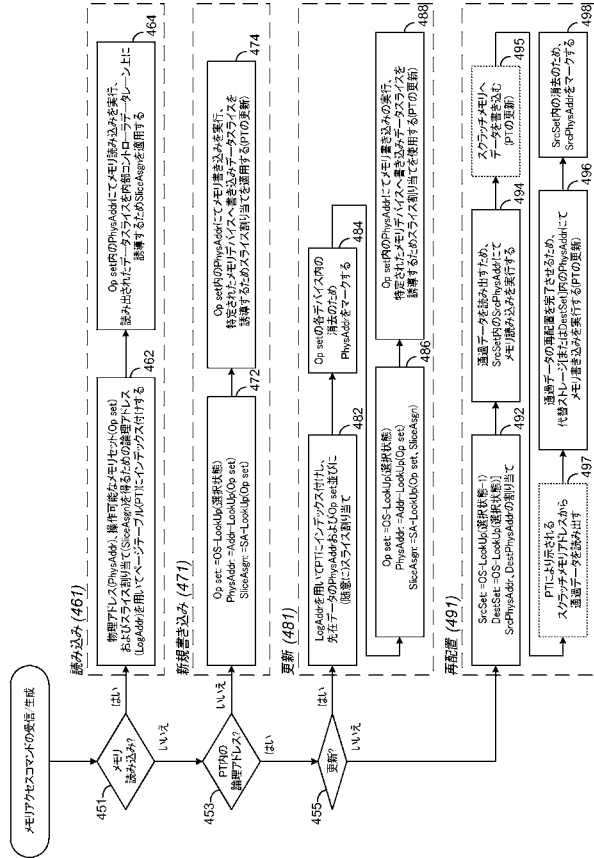 メモリアクセスコマンドの受信/生成
451
メモリ
読み込み?
はい
いいえ
読み込み (461)
物理アドレス(PhysAddr)、操作可能なメモリセット(Op set)
およびスライス割り当て(SliceAsgn)を得るための論理アドレス
(LogAddr)を用いてページテーブル(PT)にインデックス付けする
462
Op set内のPhysAddrにてメモリ読み込みを実行、
読み出されたデータスライスを内部コントローラデータレーン上に
誘導するためSliceAsgnを適用する
464
453
PT内の
論理アドレス?
いいえ
はい
新規書き込み (471)
Op set: =OS-LookUp(選択状態)
PhysAddr: =Addr-LookUp(Op set)
SliceAsgn: =SA-LookUp(Op set)
472
Op set内のPhysAddrにてメモリ書き込みを実行、
特定されたメモリデバイスへ書き込みデータスライスを
誘導するためスライス割り当てを適用する(PTの更新)
474
455
更新?
はい
いいえ
更新 (481)
LogAddrを用いてPTにインデックス付けし、
先在データのPhysAddrおよびOp set並びに
(随意に)スライス割り当て
482
Op setの各デバイス内の
消去のため
PhysAddrをマークする
484
Op set: =OS-LookUp(選択状態)
PhysAddr: =Addr-LookUp(Op set)
SliceAsgn: =SA-LookUp(Op set, SliceAsgn)
486
Op set内のPhysAddrにてメモリ書き込みの実行、
特定されたメモリデバイスへ書き込みデータスライスを
誘導するためスライス割り当てを使用する(PTの更新)
488
再配置 (491)
SrcSet: =OS-LookUp(選択状態-1)
DestSet: =OS-LookUp(選択状態)]
SrcPhysAddr、DestPhysAddrの割り当て
492
通過データを読み出すため、
SrcSet内のSrcPhysAddrにて
メモリ読み込みを実行する
494
スクラッチメモリへ
データを書き込む
(PTの更新)
495
PTにより示される
スクラッチメモリアドレスから
通過データを読み出す
497
通過データの再配置を完了させるため、
代替ストレージ[またはDestSet]内のPhysAddrにて
メモリ書き込みを実行する(PTの更新)
496
SrcSet内の消去のため、
SrcPhysAddrをマークする
498